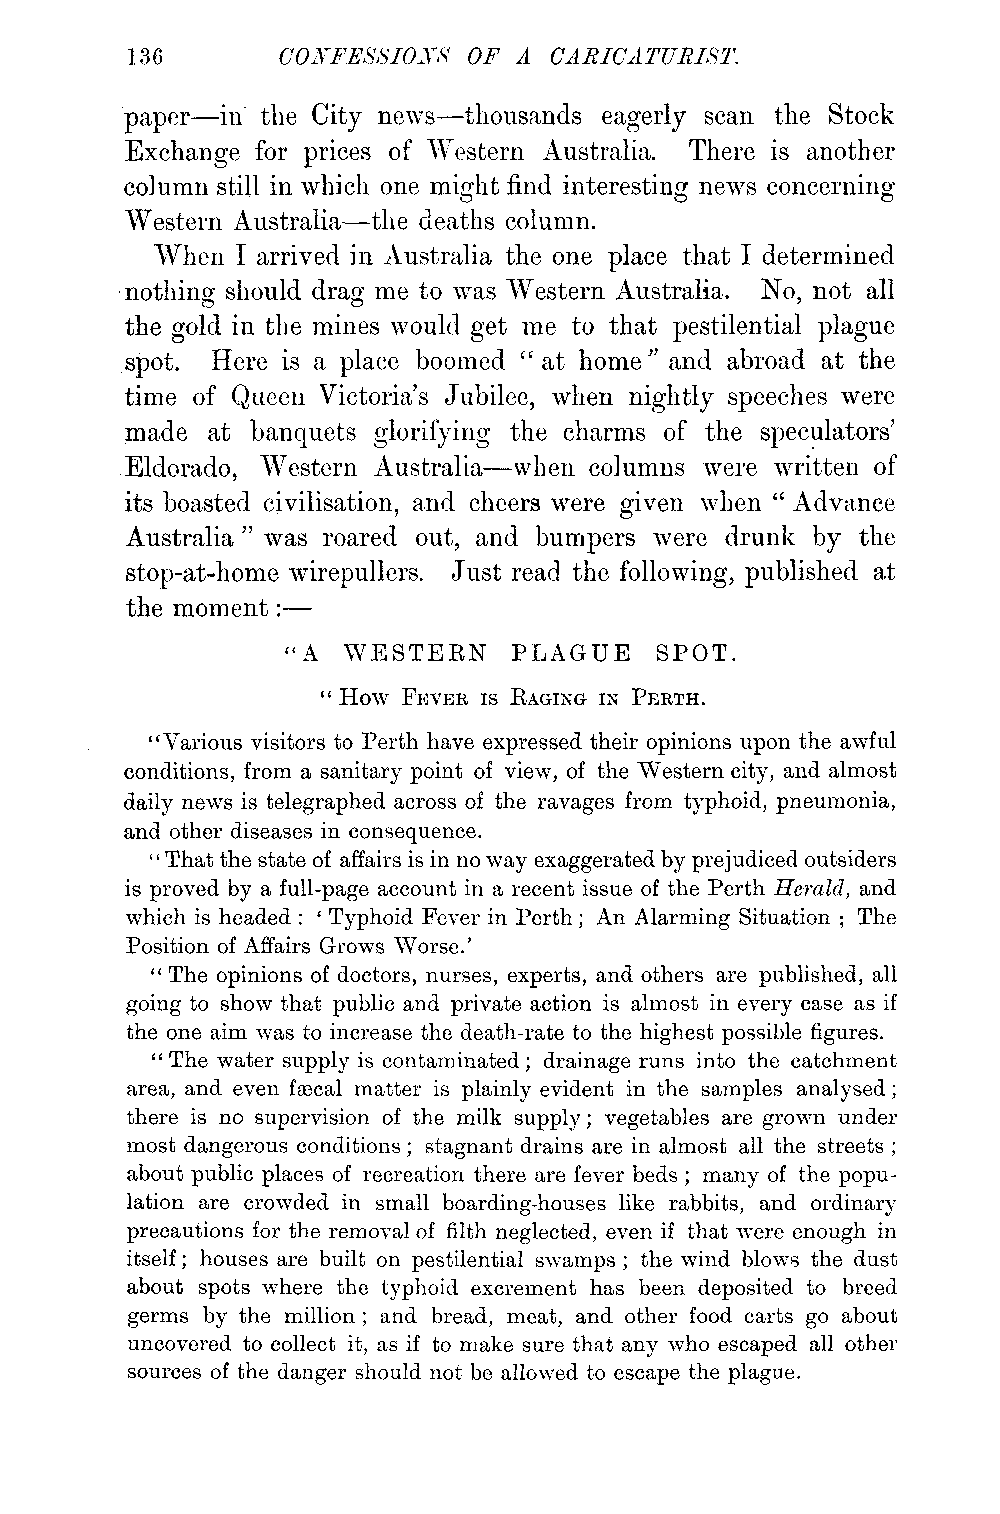 136 CONFESSIONS OF A CARICATURIST.
paper—in the City news—thousands eagerly scan the Stock
Exchange for prices of Western Australia. There is another
column still in which one might find interesting news concerning
Western Australia—the deaths column.
When I arrived in Australia the one place that I determined
nothing should drag me to was Western Australia. No, not all
the gold in the mines would get me to that pestilential plague
spot. Here is a place boomed “ at home ” and abroad at the
time of Queen Victoria’s Jubilee, when nightly speeches were
made at banquets glorifying the charms of the speculators’
Eldorado, Western Australia—when columns were written of
its boasted civilisation, and cheers were given when “ Advance
Australia ” was roared out, and bumpers were drunk by the
stop-at-home wirepullers. Just read the following, published at
the moment :—
“A WESTERN PLAGUE SPOT.
“ How Fever is Raging in Perth.
“Various visitors to Perth have expressed their opinions upon the awful
conditions, from a sanitary point of view, of the Western city, and almost
daily news is telegraphed across of the ravages from typhoid, pneumonia,
and other diseases in consequence.
“ That the state of affairs is in no way exaggerated by prejudiced outsiders
is proved by a full-page account in a recent issue of the Perth Herald, and
which is headed : ‘ Typhoid Fever in Perth ; An Alarming Situation ; The
Position of Affairs Grows Worse.’
“ The opinions of doctors, nurses, experts, and others are published, all
going to show that public and private action is almost in every case as if
the one aim was to increase the death-rate to the highest possible figures.
“ The water supply is contaminated ; drainage runs into the catchment
area, and even fæcal matter is plainly evident in the samples analysed ;
there is no supervision of the milk supply ; vegetables are grown under
most dangerous conditions ; stagnant drains are in almost all the streets ;
about public places of recreation there are fever beds ; many of the popu-
lation are crowded in small boarding-houses like rabbits, and ordinary
precautions for the removal of filth neglected, even if that were enough in
itself ; houses are built on pestilential swamps ; the wind blows the dust
about spots where the typhoid excrement has been deposited to breed
germs by the million ; and bread, meat, and other food carts go about
uncovered to collect it, as if to make sure that any who escaped all other
sources of the danger should not be allowed to escape the plague.